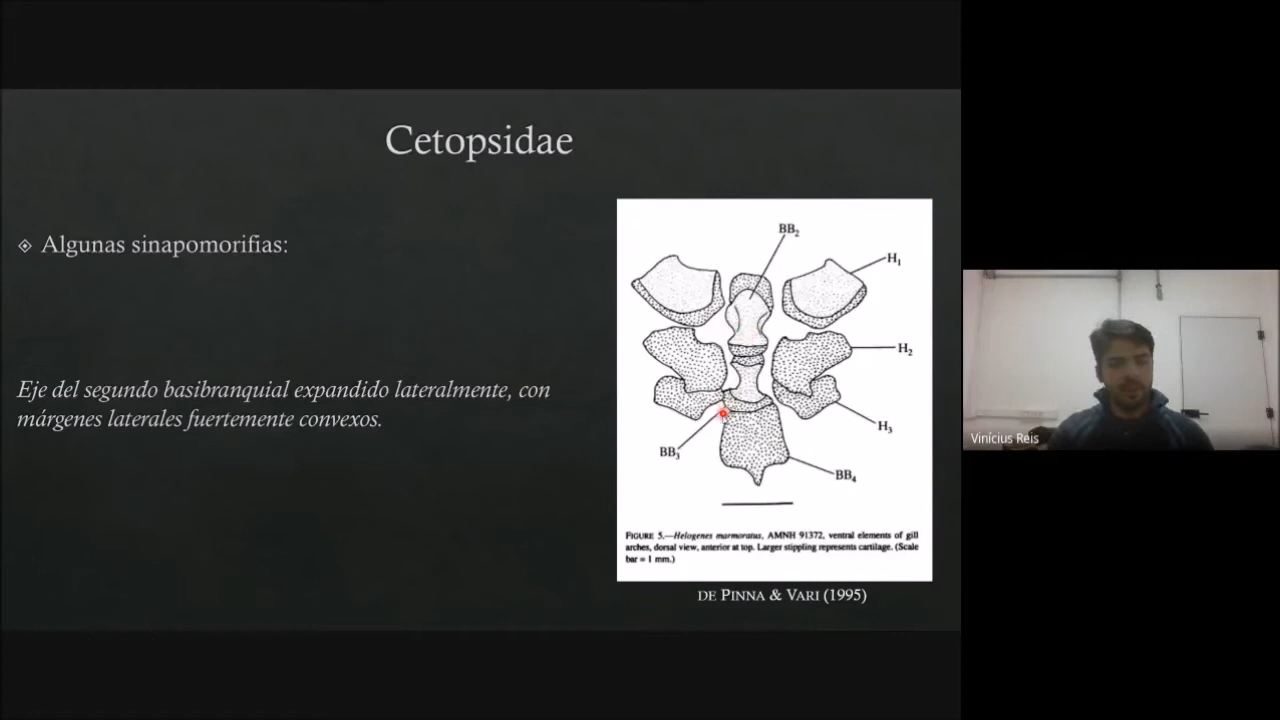 Cetopsidae
Algunas sinapomorfias:
Eje del segundo basibranquial expandido lateralmente, con
márgenes laterales fuertemente convexos.
BB₂
H₁
H₂
H₃
BB₃
BB₄
FIGURE 5.—Helogenes marmoratus, AMNH 91372, ventral elements of gill
arches, dorsal view, anterior at top. Larger stippling represents cartilage. (Scale
bar = 1 mm.)
DE PINNA & VARI (1995)
Vinícius Reis